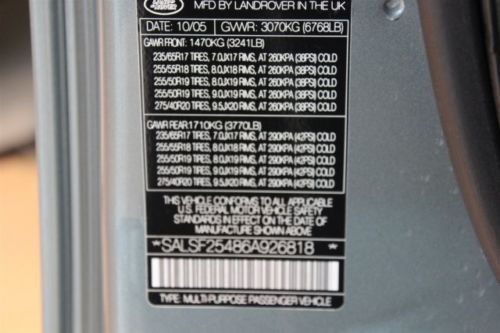 LAND ROVER
MFD BY LANDROVER IN THE UK
DATE: 10/05 GVWR: 3070KG (6768LB)
GAWR FRONT: 1470KG (3241LB)
235/65R17 TIRES, 7.0JX17 RIMS, AT 260KPA (38PSI) COLD
255/55R18 TIRES, 8.0JX18 RIMS, AT 260KPA (38PSI) COLD
255/50R19 TIRES, 8.0JX19 RIMS, AT 260KPA (38PSI) COLD
255/50R19 TIRES, 9.0JX19 RIMS, AT 260KPA (38PSI) COLD
275/40R20 TIRES, 9.5JX20 RIMS, AT 260KPA (38PSI) COLD
GAWR REAR 1710KG (3770LB)
235/65R17 TIRES, 7.0JX17 RIMS, AT 290KPA (42PSI) COLD
255/55R18 TIRES, 8.0JX18 RIMS, AT 290KPA (42PSI) COLD
255/50R19 TIRES, 8.0JX19 RIMS, AT 290KPA (42PSI) COLD
255/50R19 TIRES, 9.0JX19 RIMS, AT 290KPA (42PSI) COLD
275/40R20 TIRES, 9.5JX20 RIMS, AT 290KPA (42PSI) COLD
THIS VEHICLE CONFORMS TO ALL APPLICABLE
U.S. FEDERAL MOTOR VEHICLE SAFETY
STANDARDS IN EFFECT ON THE DATE OF
MANUFACTURE SHOWN ABOVE.
*SALSF25486A926818*
TYPE: MULTI-PURPOSE PASSENGER VEHICLE